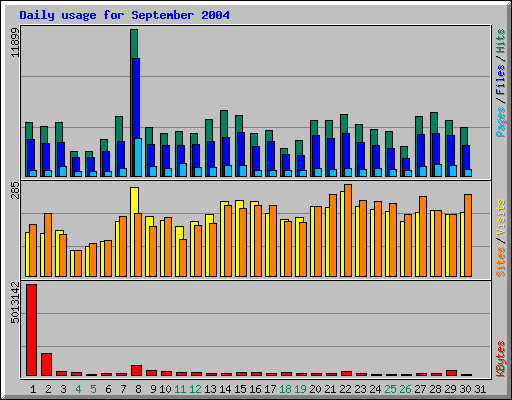 Daily usage for September 2004
11899
Pages / Files / Hits
285
Sites / Visits
5013142
KBytes
1 2 3 4 5 6 7 8 9 10 11 12 13 14 15 16 17 18 19 20 21 22 23 24 25 26 27 28 29 30 31